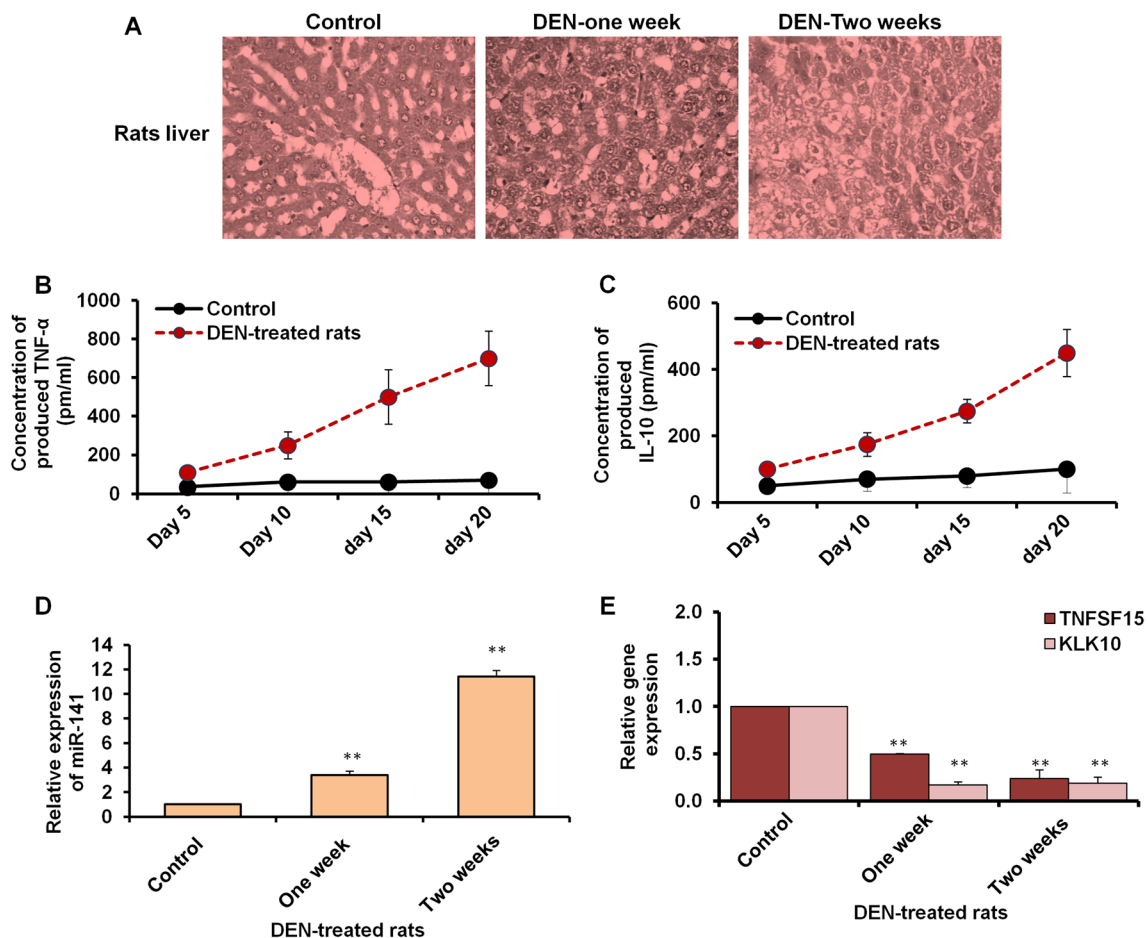 A
Control
DEN-one week
DEN-Two weeks
Rats liver
B
Concentration of
produced TNF-α
(pm/ml)
1000
800
600
400
200
0
Control
DEN-treated rats
Day 5
Day 10
day 15
day 20
C
Concentration of
produced
IL-10 (pm/ml)
600
400
200
0
Control
DEN-treated rats
Day 5
Day 10
day 15
day 20
D
Relative expression
of miR-141
14
12
10
8
6
4
2
0
**
**
Control
One week
Two weeks
DEN-treated rats
E
Relative gene
expression
2.0
1.5
1.0
0.5
0.0
TNFSF15
KLK10
**
**
**
**
Control
One week
Two weeks
DEN-treated rats